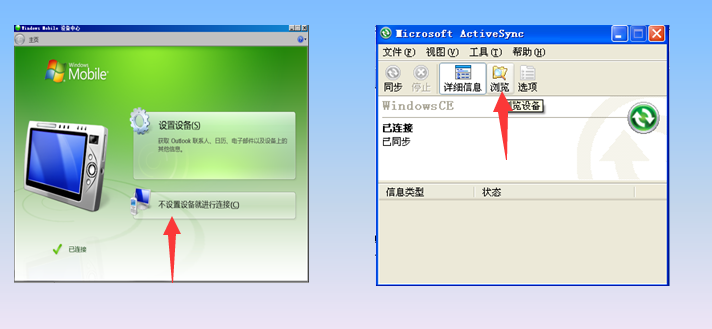 Windows Mobile 设备中心
主页
Windows
Mobile
设置设备(S)
获取 Outlook 联系人、日历、电子邮件以及设备上的
其他信息。
不设置设备就进行连接(C)
已连接
Microsoft ActiveSync
文件(F) 视图(V) 工具(T) 帮助(H)
同步 停止 详细信息 浏览 选项
WindowsCE
浏览设备
已连接
已同步
信息类型 状态